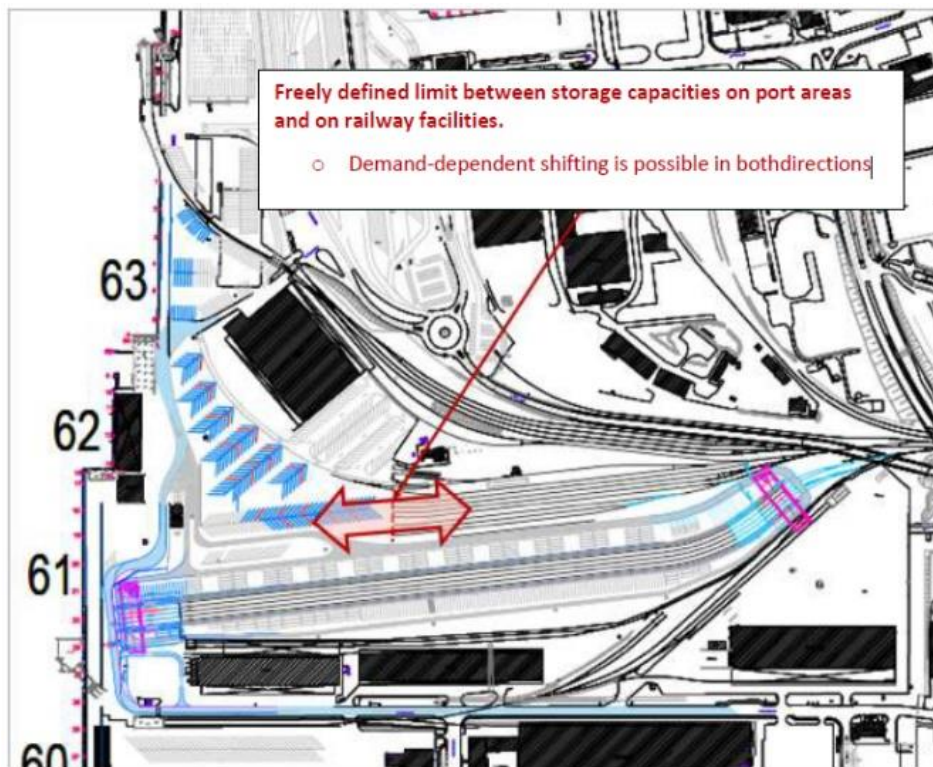 Freely defined limit between storage capacities on port areas
and on railway facilities.
○ Demand-dependent shifting is possible in bothdirections
63
62
61
60